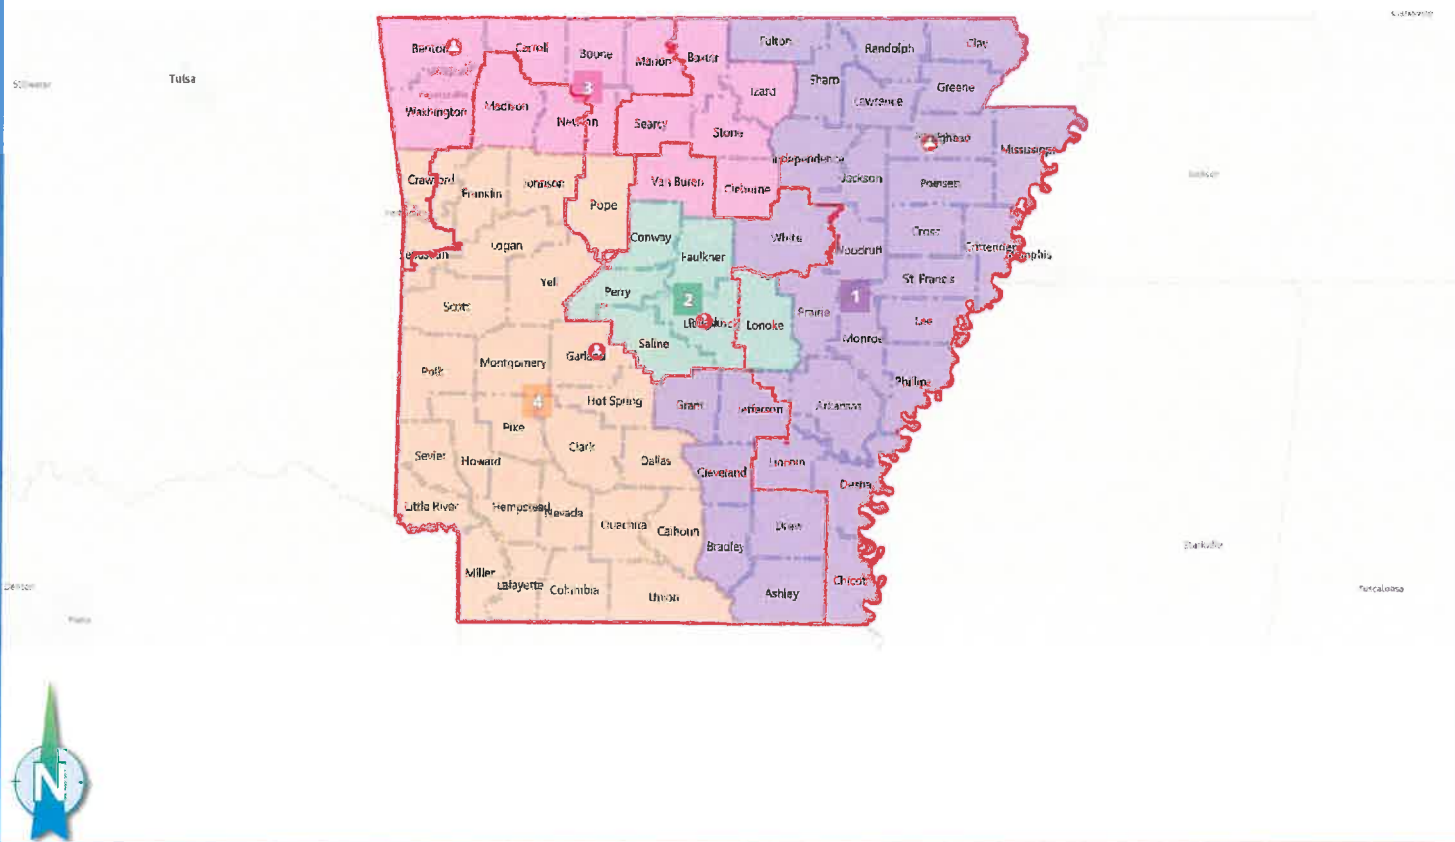 Tulsa
Benton
Carroll
Boone
Marion
Baxter
Fulton
Randolph
Clay
3
Sharp
Izard
Greene
Lawrence
Washington
Madison
Newton
Searcy
Stone
Craighead
Mississippi
Independence
Jackson
Poinsett
Crawford
Franklin
Johnson
Van Buren
Cleburne
Pope
Logan
Conway
Faulkner
White
Woodruff
Cross
Crittenden
Memphis
Sebastian
Yell
Perry
2
1
St. Francis
Scott
Prairie
Lee
Lonoke
Saline
Monroe
Polk
Montgomery
Garland
Phillips
4
Hot Spring
Grant
Jefferson
Arkansas
Pike
Clark
Sevier
Howard
Dallas
Cleveland
Lincoln
Desha
Little River
Hempstead
Nevada
Ouachita
Calhoun
Drew
Bradley
Starkville
Miller
Lafayette
Columbia
Union
Ashley
Chicot
Tuscaloosa
N